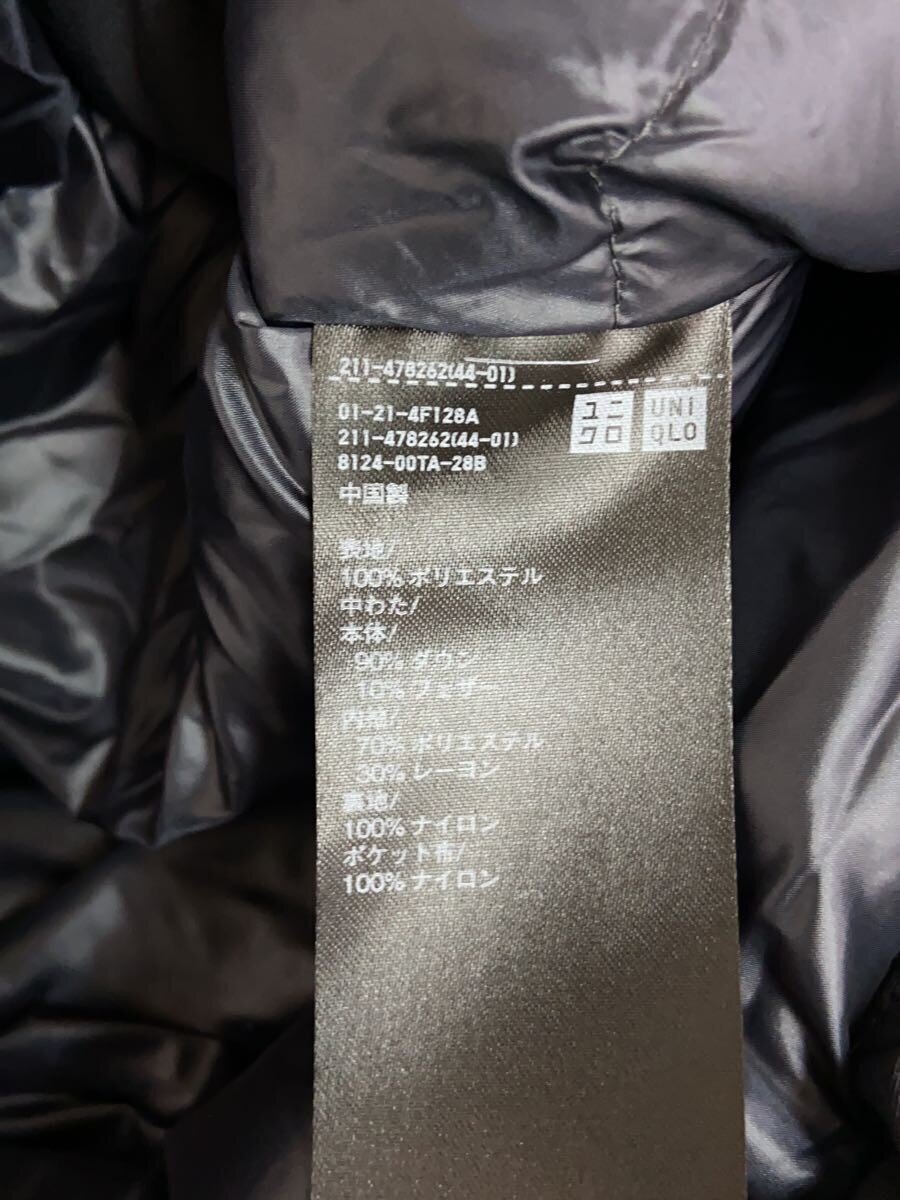 211-478262(44-01)
01-21-4F128A
211-478262(44-01)
8124-00TA-28B
中国製
ユニ
クロ
UNI
QLO
表地/
100% ポリエステル
中わた/
本体/
90% ダウン
10% フェザー
内層/
70% ポリエステル
30% レーヨン
裏地/
100% ナイロン
ポケット布/
100% ナイロン